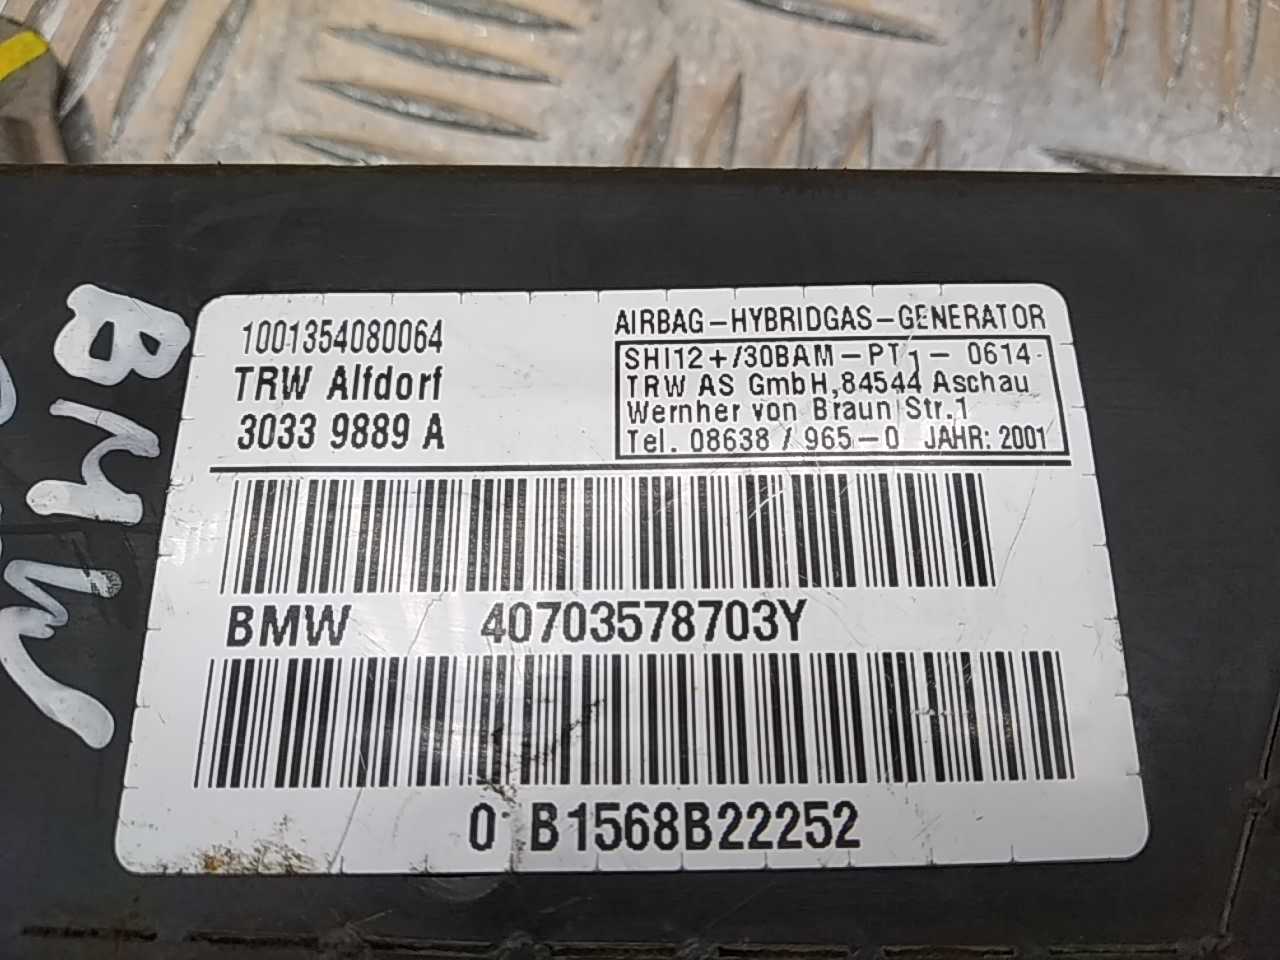 1001354080064
TRW Alfdorf
3033 9889 A
AIRBAG-HYBRIDGAS-GENERATOR
SHI12+/30BAM-PT1-0614
TRW AS GmbH,84544 Aschau
Wernher von Braun Str.1
Tel. 08638 / 965-0 JAHR: 2001
BMW 40703578703Y
0 B1568B22252
BMW